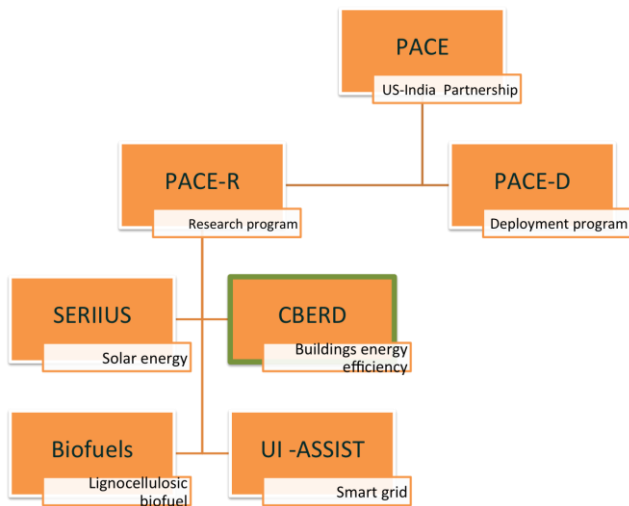 PACE
US-India Partnership
PACE-R
Research program
PACE-D
Deployment program
SERIIUS
Solar energy
CBERD
Buildings energy
efficiency
Biofuels
Lignocellulosic
biofuel
UI -ASSIST
Smart grid